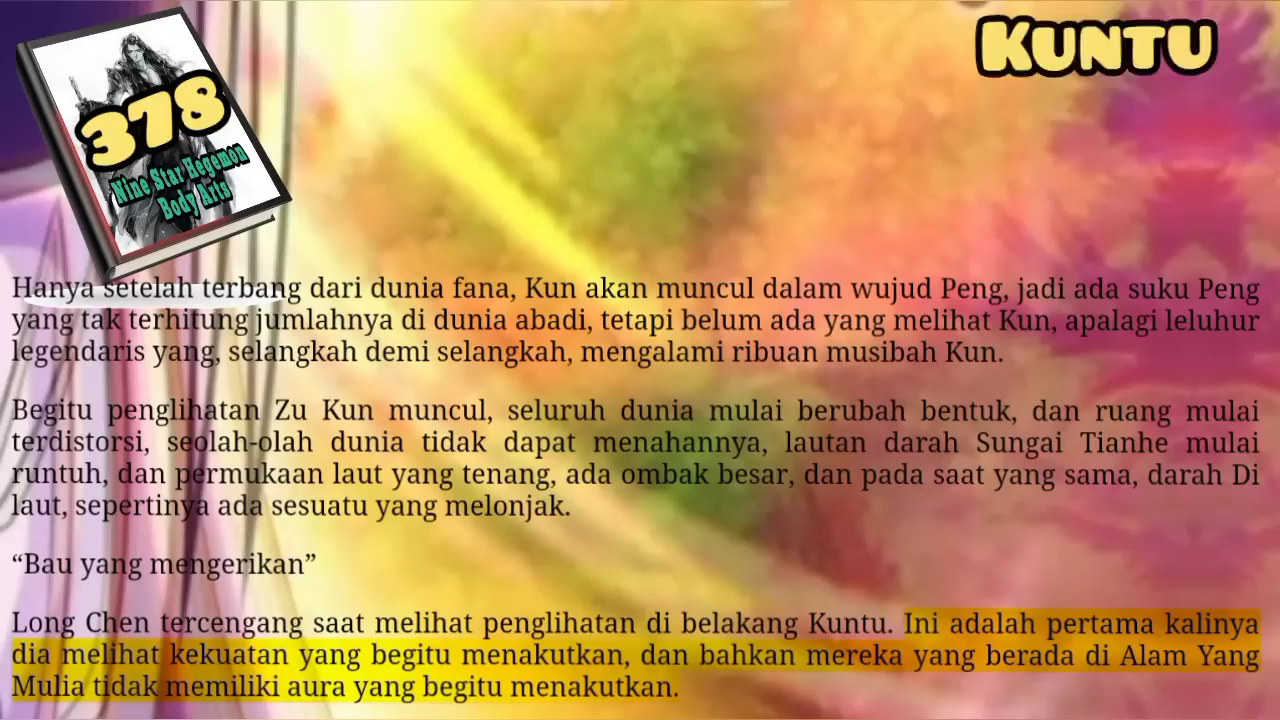 KUNTU
378
Nine Star Hegemon
Body Arts
Hanya setelah terbang dari dunia fana, Kun akan muncul dalam wujud Peng, jadi ada suku Peng
yang tak terhitung jumlahnya di dunia abadi, tetapi belum ada yang melihat Kun, apalagi leluhur
legendaris yang, selangkah demi selangkah, mengalami ribuan musibah Kun.
Begitu penglihatan Zu Kun muncul, seluruh dunia mulai berubah bentuk, dan ruang mulai
terdistorsi, seolah-olah dunia tidak dapat menahannya, lautan darah Sungai Tianhe mulai
runtuh, dan permukaan laut yang tenang, ada ombak besar, dan pada saat yang sama, darah Di
laut, sepertinya ada sesuatu yang melonjak.
“Bau yang mengerikan”
Long Chen tercengang saat melihat penglihatan di belakang Kuntu. Ini adalah pertama kalinya
dia melihat kekuatan yang begitu menakutkan, dan bahkan mereka yang berada di Alam Yang
Mulia tidak memiliki aura yang begitu menakutkan.